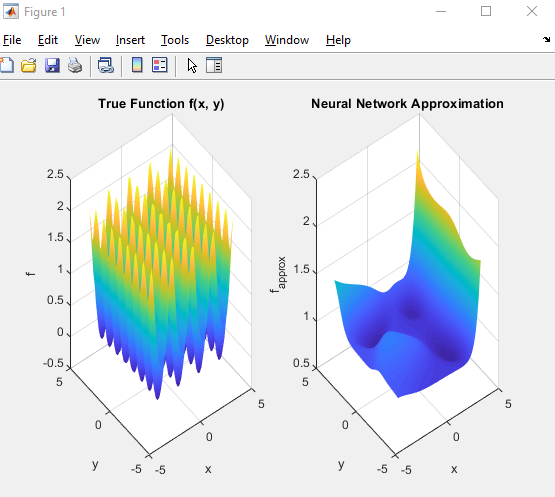 Figure 1
File Edit View Insert Tools Desktop Window Help
True Function f(x, y)
2.5
2
1.5
1
0.5
0
-0.5
f
5
0
-5
y
-5
0
5
x
Neural Network Approximation
2.5
2
1.5
1
0.5
f approx
5
0
-5
y
-5
0
5
x